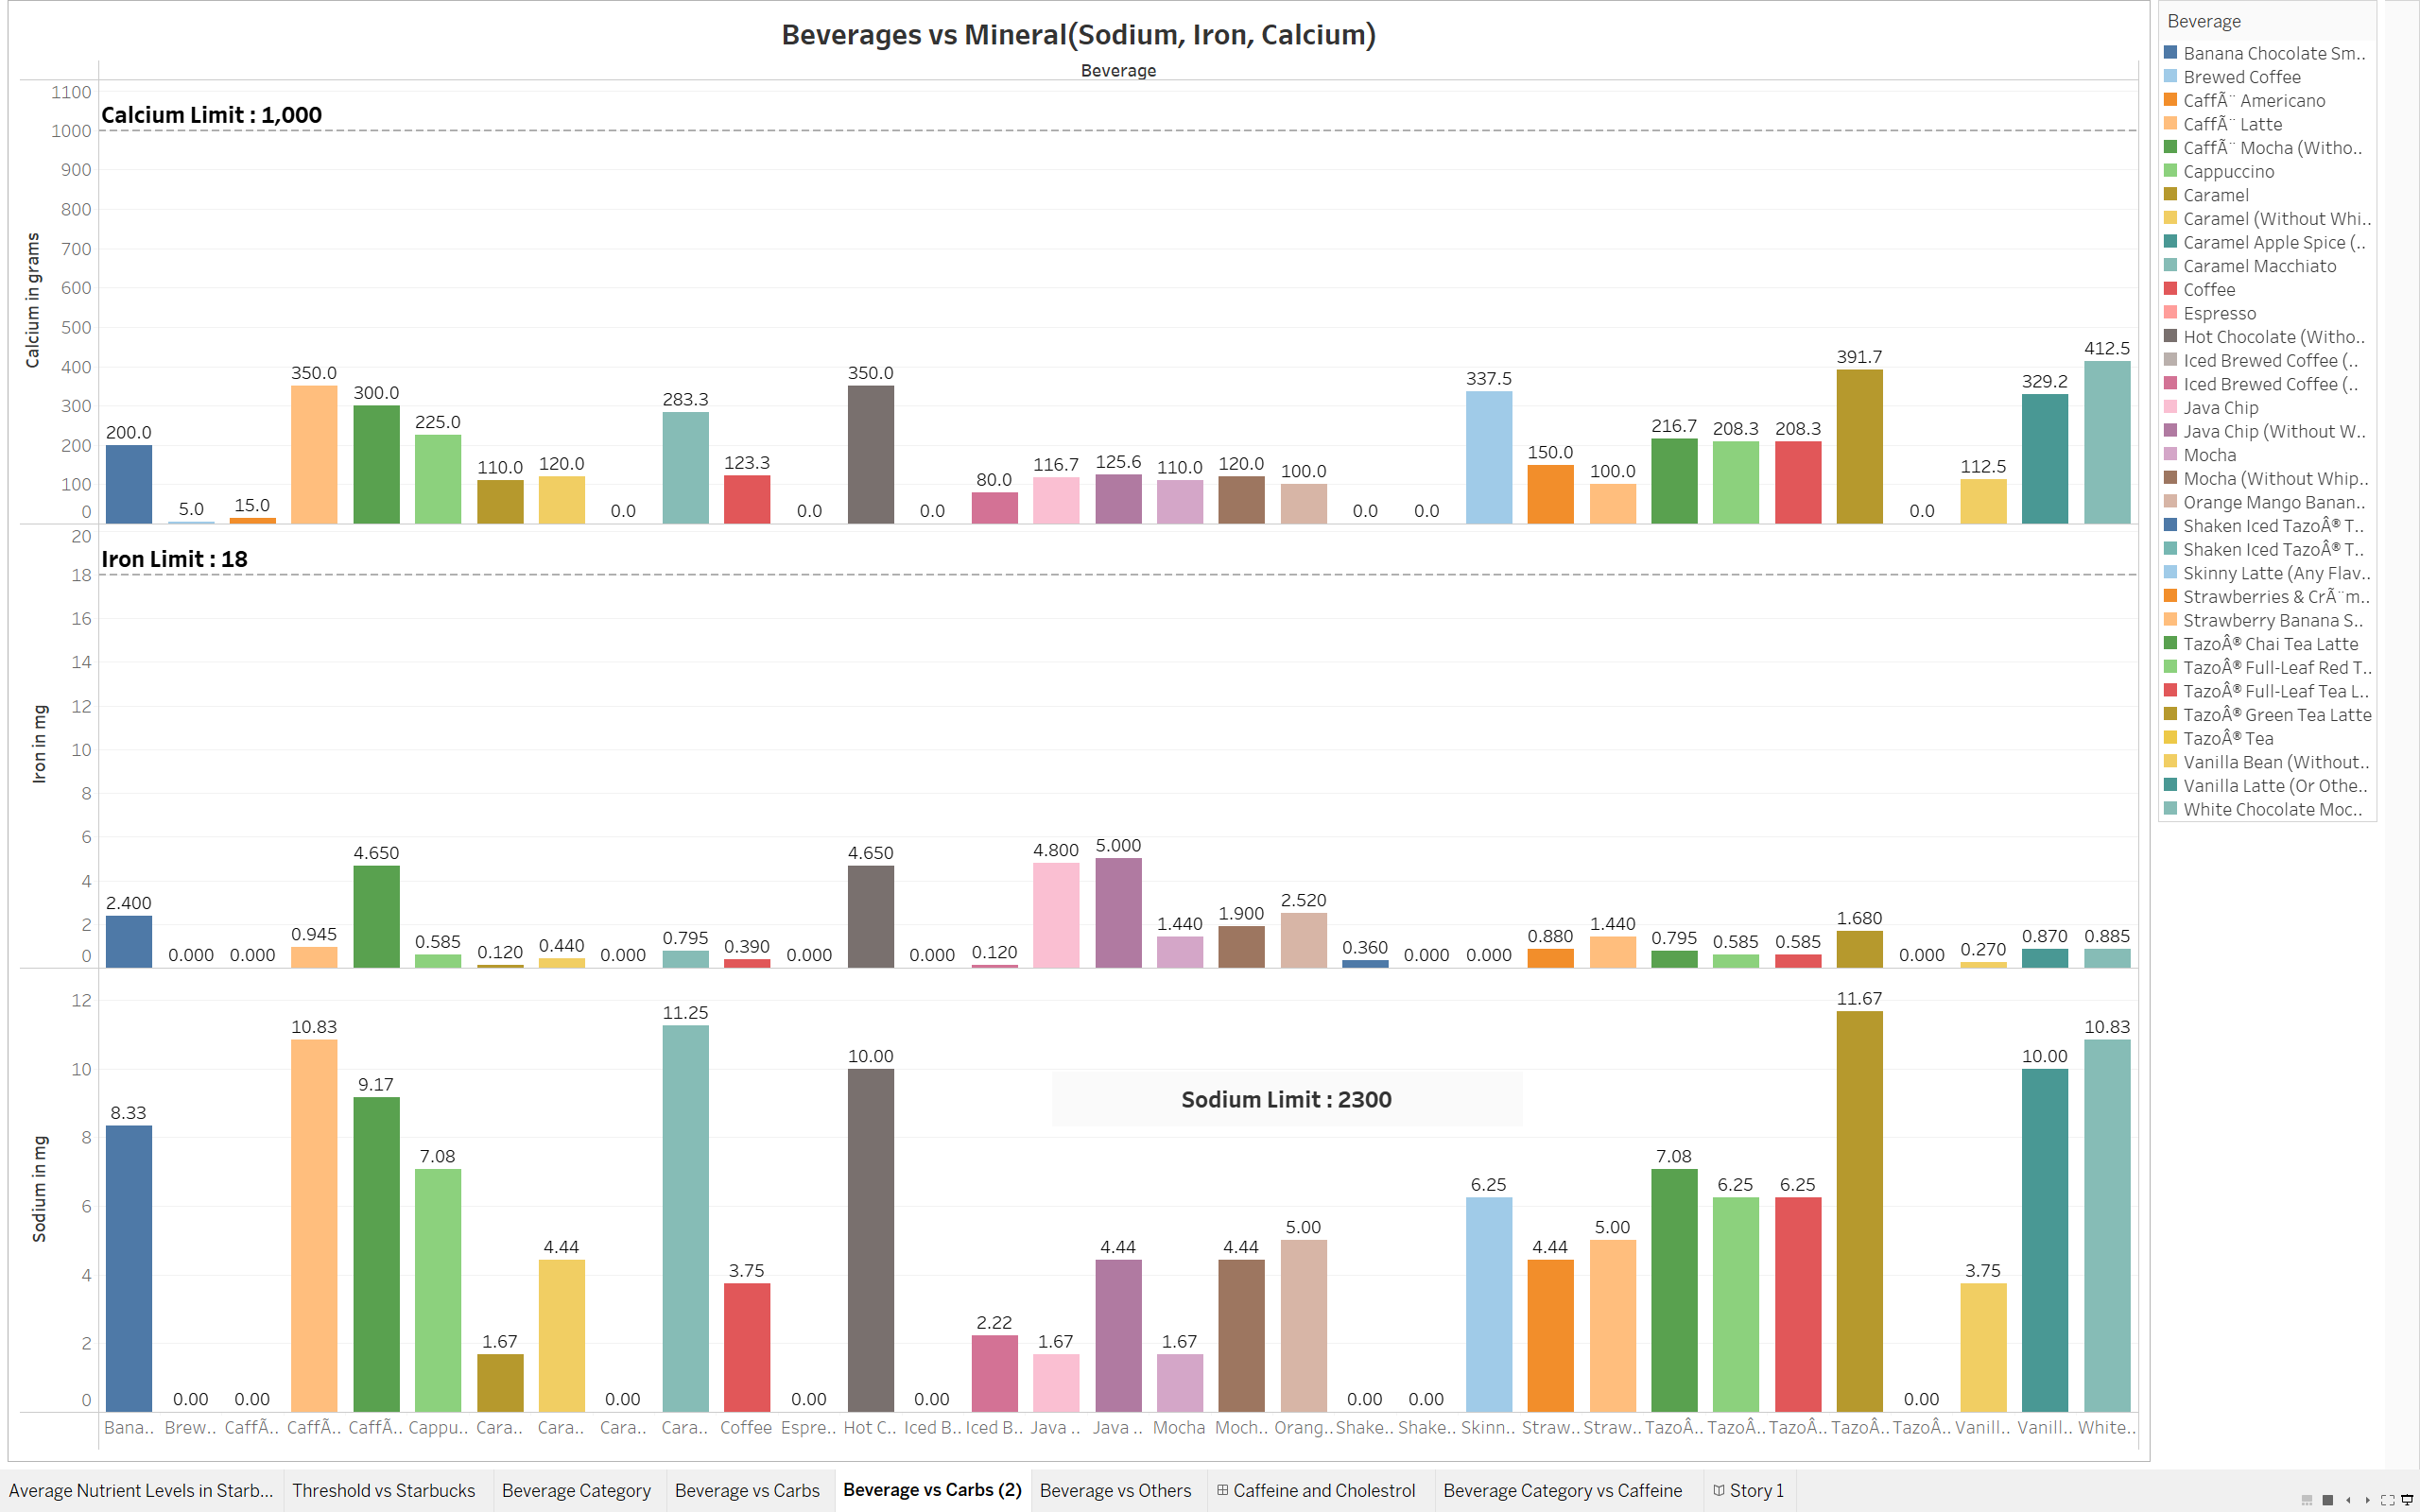 Beverages vs Mineral(Sodium, Iron, Calcium)
Beverage
Calcium in grams
1100
1000
900
800
700
600
500
400
300
200
100
0
Calcium Limit : 1,000
200.0 5.0 15.0 350.0 300.0 225.0 110.0 120.0 0.0 283.3 123.3 0.0 350.0 0.0 80.0 116.7 125.6 110.0 120.0 100.0 0.0 0.0 337.5 150.0 100.0 216.7 208.3 208.3 391.7 0.0 112.5 329.2 412.5
Iron in mg
20
18
16
14
12
10
8
6
4
2
0
Iron Limit : 18
2.400 0.000 0.000 0.945 4.650 0.585 0.120 0.440 0.000 0.795 0.390 0.000 4.650 0.000 0.120 4.800 5.000 1.440 1.900 2.520 0.360 0.000 0.000 0.880 1.440 0.795 0.585 0.585 1.680 0.000 0.270 0.870 0.885
Sodium in mg
12
10
8
6
4
2
0
Sodium Limit : 2300
8.33 0.00 0.00 10.83 9.17 7.08 1.67 4.44 0.00 11.25 3.75 0.00 10.00 0.00 2.22 1.67 4.44 1.67 4.44 5.00 0.00 0.00 6.25 4.44 5.00 7.08 6.25 6.25 11.67 0.00 3.75 10.00 10.83
Bana.. Brew.. CaffÃ.. CaffÃ.. CaffÃ.. Cappu.. Cara.. Cara.. Cara.. Cara.. Coffee Espre.. Hot C.. Iced B.. Iced B.. Java .. Java .. Mocha Moch.. Orang.. Shake.. Shake.. Skinn.. Straw.. Straw.. TazoÂ.. TazoÂ.. TazoÂ.. TazoÂ.. TazoÂ.. Vanill.. Vanill.. White..
Beverage
Banana Chocolate Sm..
Brewed Coffee
CaffÃ¨ Americano
CaffÃ¨ Latte
CaffÃ¨ Mocha (Witho..
Cappuccino
Caramel
Caramel (Without Whi..
Caramel Apple Spice (..
Caramel Macchiato
Coffee
Espresso
Hot Chocolate (Witho..
Iced Brewed Coffee (..
Iced Brewed Coffee (..
Java Chip
Java Chip (Without W..
Mocha
Mocha (Without Whip..
Orange Mango Banan..
Shaken Iced TazoÂ® T..
Shaken Iced TazoÂ® T..
Skinny Latte (Any Flav..
Strawberries & CrÃ¨m..
Strawberry Banana S..
TazoÂ® Chai Tea Latte
TazoÂ® Full-Leaf Red T..
TazoÂ® Full-Leaf Tea L..
TazoÂ® Green Tea Latte
TazoÂ® Tea
Vanilla Bean (Without..
Vanilla Latte (Or Othe..
White Chocolate Moc..
Average Nutrient Levels in Starb... Threshold vs Starbucks Beverage Category Beverage vs Carbs Beverage vs Carbs (2) Beverage vs Others Caffeine and Cholestrol Beverage Category vs Caffeine Story 1